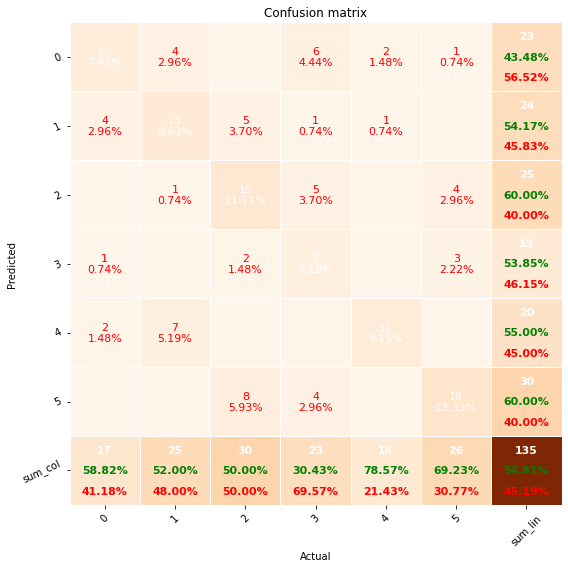 Confusion matrix
10 4 6 2 1 23
7.41% 2.96% 4.44% 1.48% 0.74% 43.48%
56.52%
0
4 13 5 1 1 24
2.96% 9.63% 3.70% 0.74% 0.74% 54.17%
45.83%
1
1 15 5 4 25
0.74% 11.11% 3.70% 2.96% 60.00%
40.00%
2
1 2 7 3 13
0.74% 1.48% 5.19% 2.22% 53.85%
46.15%
3
2 7 11 20
1.48% 5.19% 8.15% 55.00%
45.00%
4
8 4 18 30
5.93% 2.96% 13.33% 60.00%
40.00%
5
17 25 30 23 14 26 135
58.82% 52.00% 50.00% 30.43% 78.57% 69.23% 54.81%
41.18% 48.00% 50.00% 69.57% 21.43% 30.77% 45.19%
sum_col
0 1 2 3 4 5 sum_lin
Predicted
Actual